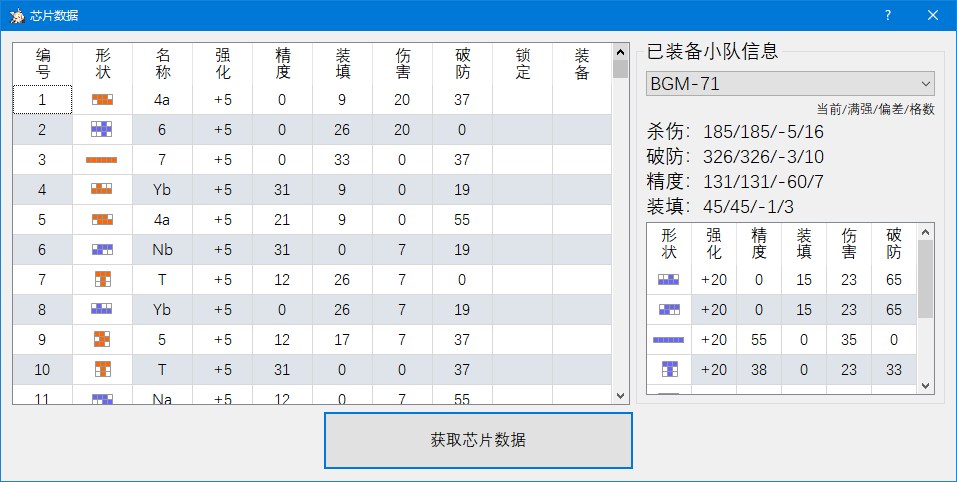 芯片数据
?
编号 形状 名称 强化 精度 装填 伤害 破防 锁定 装备
1 4a +5 0 9 20 37
2 6 +5 0 26 20 0
3 7 +5 0 33 0 37
4 Yb +5 31 9 0 19
5 4a +5 21 9 0 55
6 Nb +5 31 0 7 19
7 T +5 12 26 7 0
8 Yb +5 0 26 7 19
9 5 +5 12 17 7 37
10 T +5 31 0 0 37
11 Na +5 12 0 7 55
获取芯片数据
已装备小队信息
BGM-71
当前/满强/偏差/格数
杀伤: 185/185/-5/16
破防: 326/326/-3/10
精度: 131/131/-60/7
装填: 45/45/-1/3
形状 强化 精度 装填 伤害 破防
+20 0 15 23 65
+20 0 15 23 65
+20 55 0 35 0
+20 38 0 23 33